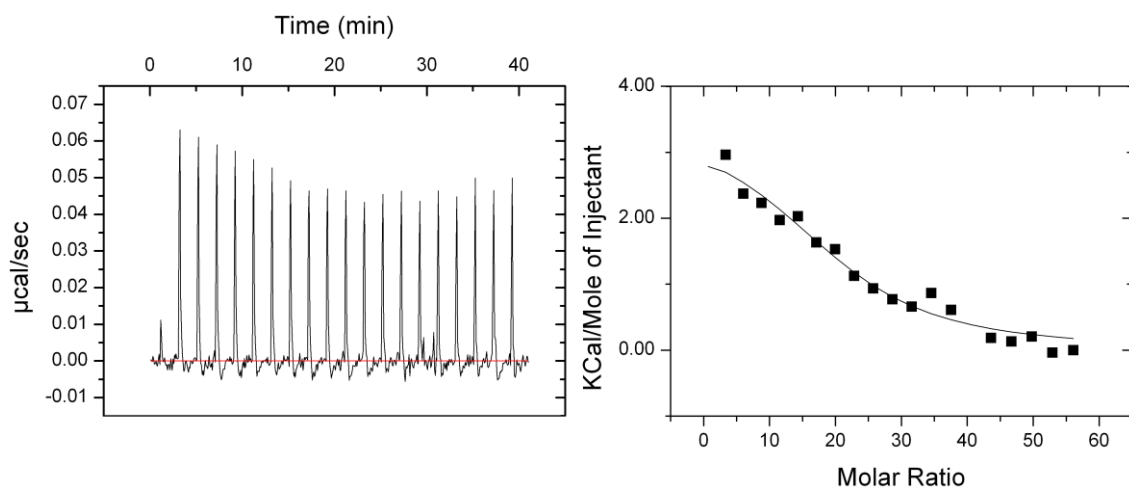 Time (min)
0 10 20 30 40
0.07
0.06
0.05
0.04
0.03
0.02
0.01
0.00
-0.01
µcal/sec
4.00
2.00
0.00
KCal/Mole of Injectant
0 10 20 30 40 50 60
Molar Ratio